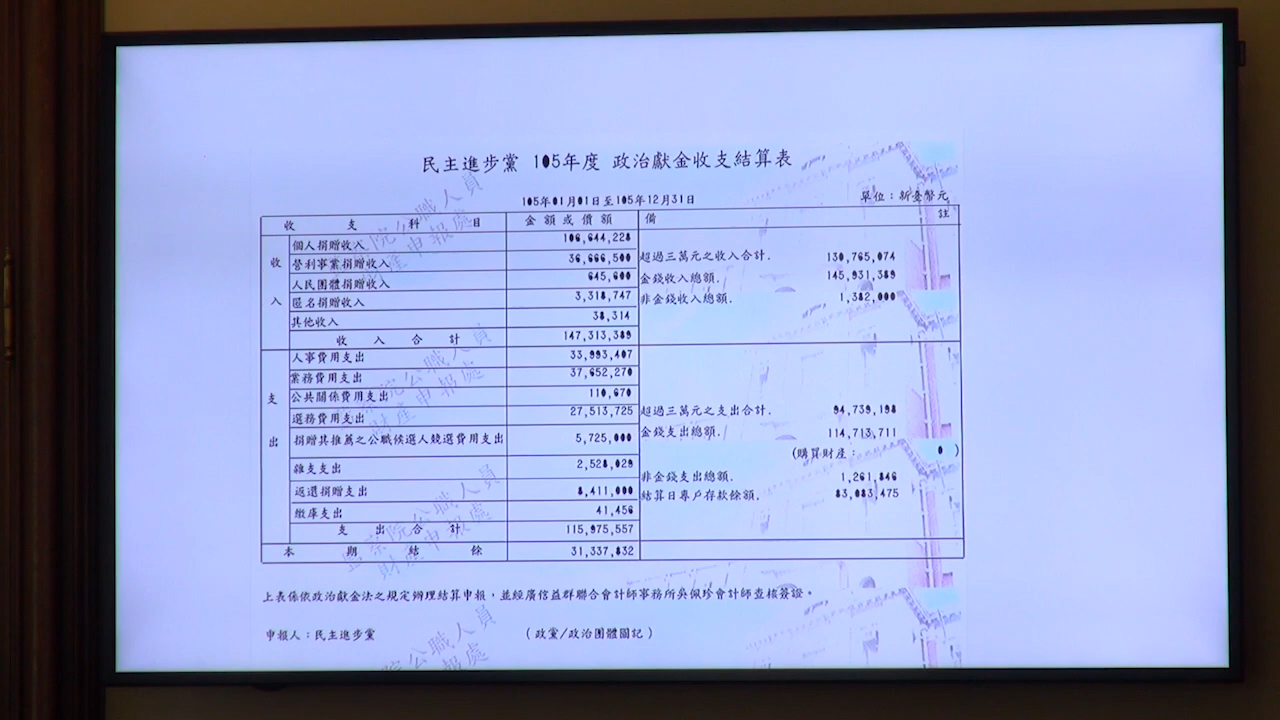 民主進步黨 105年度 政治獻金收支結算表
105年01月01日至105年12月31日
單位：新臺幣元
收 支 科 目 金額或價額 備 註
收 入
個人捐贈收入 106,644,228
營利事業捐贈收入 36,666,500 超過三萬元之收入合計. 130,765,074
人民團體捐贈收入 645,600 金錢收入總額. 145,931,389
匿名捐贈收入 3,318,747 非金錢收入總額. 1,382,000
其他收入 38,314
收 入 合 計 147,313,389
支 出
人事費用支出 33,993,407
業務費用支出 37,652,270
公共關係費用支出 110,670
選務費用支出 27,513,725 超過三萬元之支出合計. 94,739,198
捐贈其推薦之公職候選人競選費用支出 5,725,000 金錢支出總額. 114,713,711
(購買財產： 0 )
雜支支出 2,528,029 非金錢支出總額. 1,261,846
返還捐贈支出 8,411,000 結算日專戶存款餘額. 83,083,475
繳庫支出 41,456
支 出 合 計 115,975,557
本 期 結 餘 31,337,832
上表係依政治獻金法之規定辦理結算申報，並經廣信益群聯合會計師事務所吳佩珍會計師查核簽證。
申報人：民主進步黨 （政黨/政治團體圖記）
監察院公職人員
財產申報處